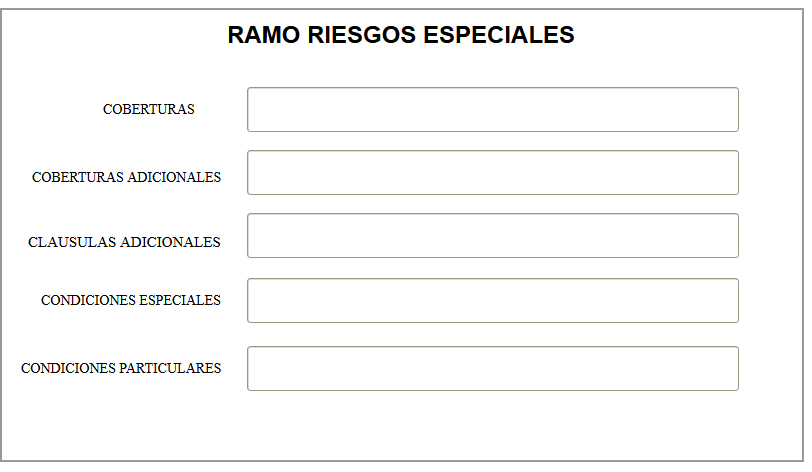 RAMO RIESGOS ESPECIALES
COBERTURAS
COBERTURAS ADICIONALES
CLAUSULAS ADICIONALES
CONDICIONES ESPECIALES
CONDICIONES PARTICULARES